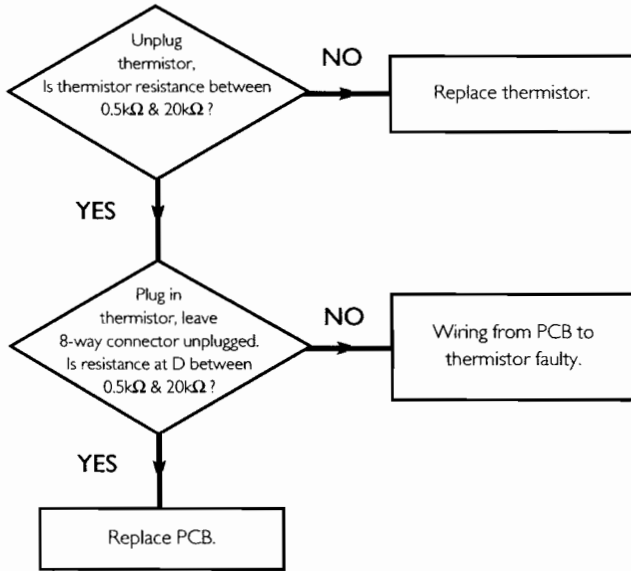 Unplug
thermistor,
Is thermistor resistance between
0.5kΩ & 20kΩ ?
NO
Replace thermistor.
YES
Plug in
thermistor, leave
8-way connector unplugged.
Is resistance at D between
0.5kΩ & 20kΩ ?
NO
Wiring from PCB to
thermistor faulty.
YES
Replace PCB.